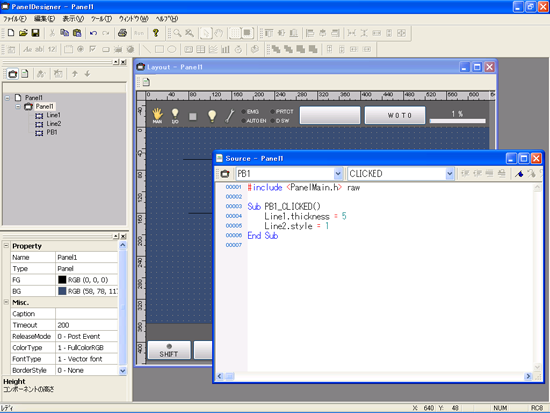 PanelDesigner - Panel1
ファイル(F) 編集(E) 表示(V) ツール(T) ウィンドウ(W) ヘルプ(H)
Panel1
Panel1
Line1
Line2
PB1
Property
Name Panel1
Type Panel
FG RGB (0, 0, 0)
BG RGB (58, 78, 11
Misc.
Caption
Timeout 200
ReleaseMode 0 - Post Event
ColorType 1 - FullColorRGB
FontType 1 - Vector font
BorderStyle 0 - None
Height
コンポーネントの高さ
Layout - Panel1
0 40 80 120 160 200 240 280 320 360 400 440 480 520 560 600
MAN I/O EMG PRTCT AUTO EN D SW WOTO 1 %
SHIFT
Source - Panel1
PB1 CLICKED
00001 #include <PanelMain.h> raw
00002
00003 Sub PB1_CLICKED()
00004 Line1.thickness = 5
00005 Line2.style = 1
00006 End Sub
00007
レディ X: 640 Y: 48 NUM RC8